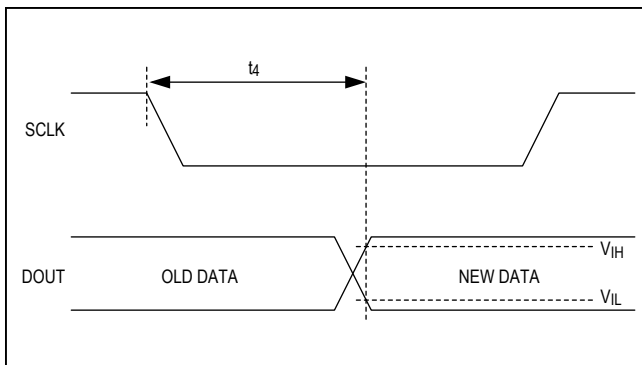 t4
SCLK
VIH
DOUT
OLD DATA
NEW DATA
VIL